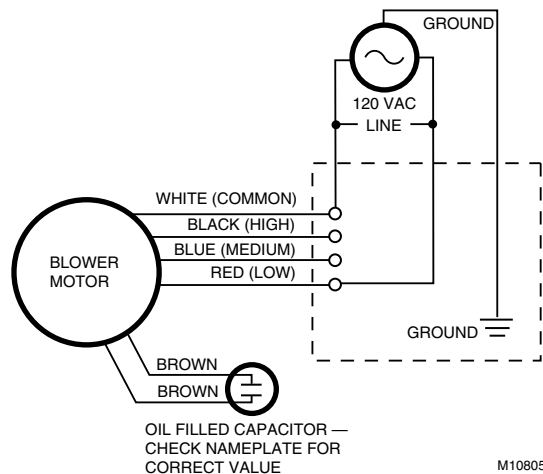 GROUND
120 VAC
LINE
WHITE (COMMON)
BLACK (HIGH)
BLUE (MEDIUM)
RED (LOW)
BLOWER
MOTOR
GROUND
BROWN
BROWN
OIL FILLED CAPACITOR —
CHECK NAMEPLATE FOR
CORRECT VALUE
M10805